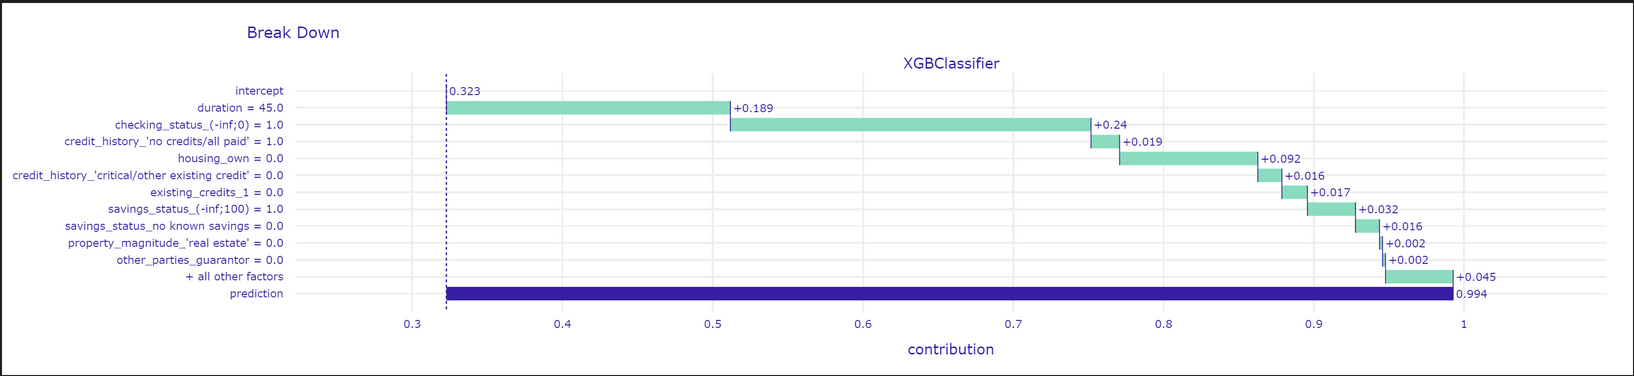 Break Down
XGBClassifier
intercept 0.323
duration = 45.0 +0.189
checking_status_(-inf;0) = 1.0 +0.24
credit_history_'no credits/all paid' = 1.0 +0.019
housing_own = 0.0 +0.092
credit_history_'critical/other existing credit' = 0.0 +0.016
existing_credits_1 = 0.0 +0.017
savings_status_(-inf;100) = 1.0 +0.032
savings_status_no known savings = 0.0 +0.016
property_magnitude_'real estate' = 0.0 +0.002
other_parties_guarantor = 0.0 +0.002
+ all other factors +0.045
prediction 0.994
0.3 0.4 0.5 0.6 0.7 0.8 0.9 1
contribution